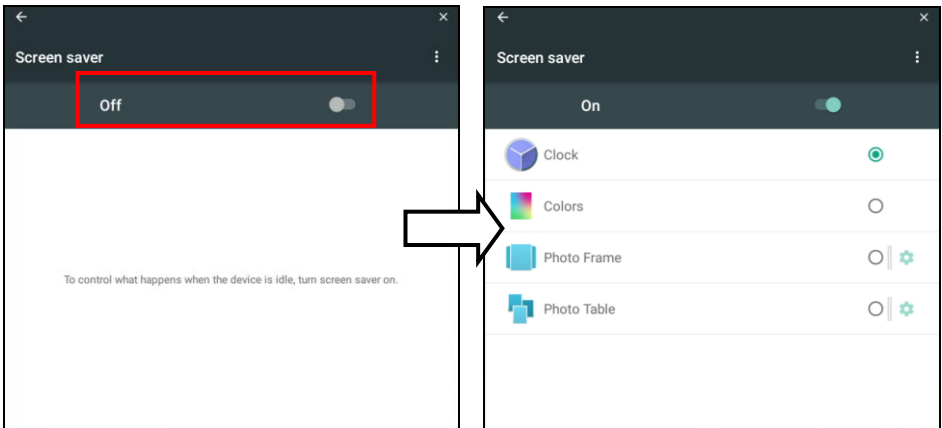 Screen saver
Off
To control what happens when the device is idle, turn screen saver on.
Screen saver
On
Clock
Colors
Photo Frame
Photo Table